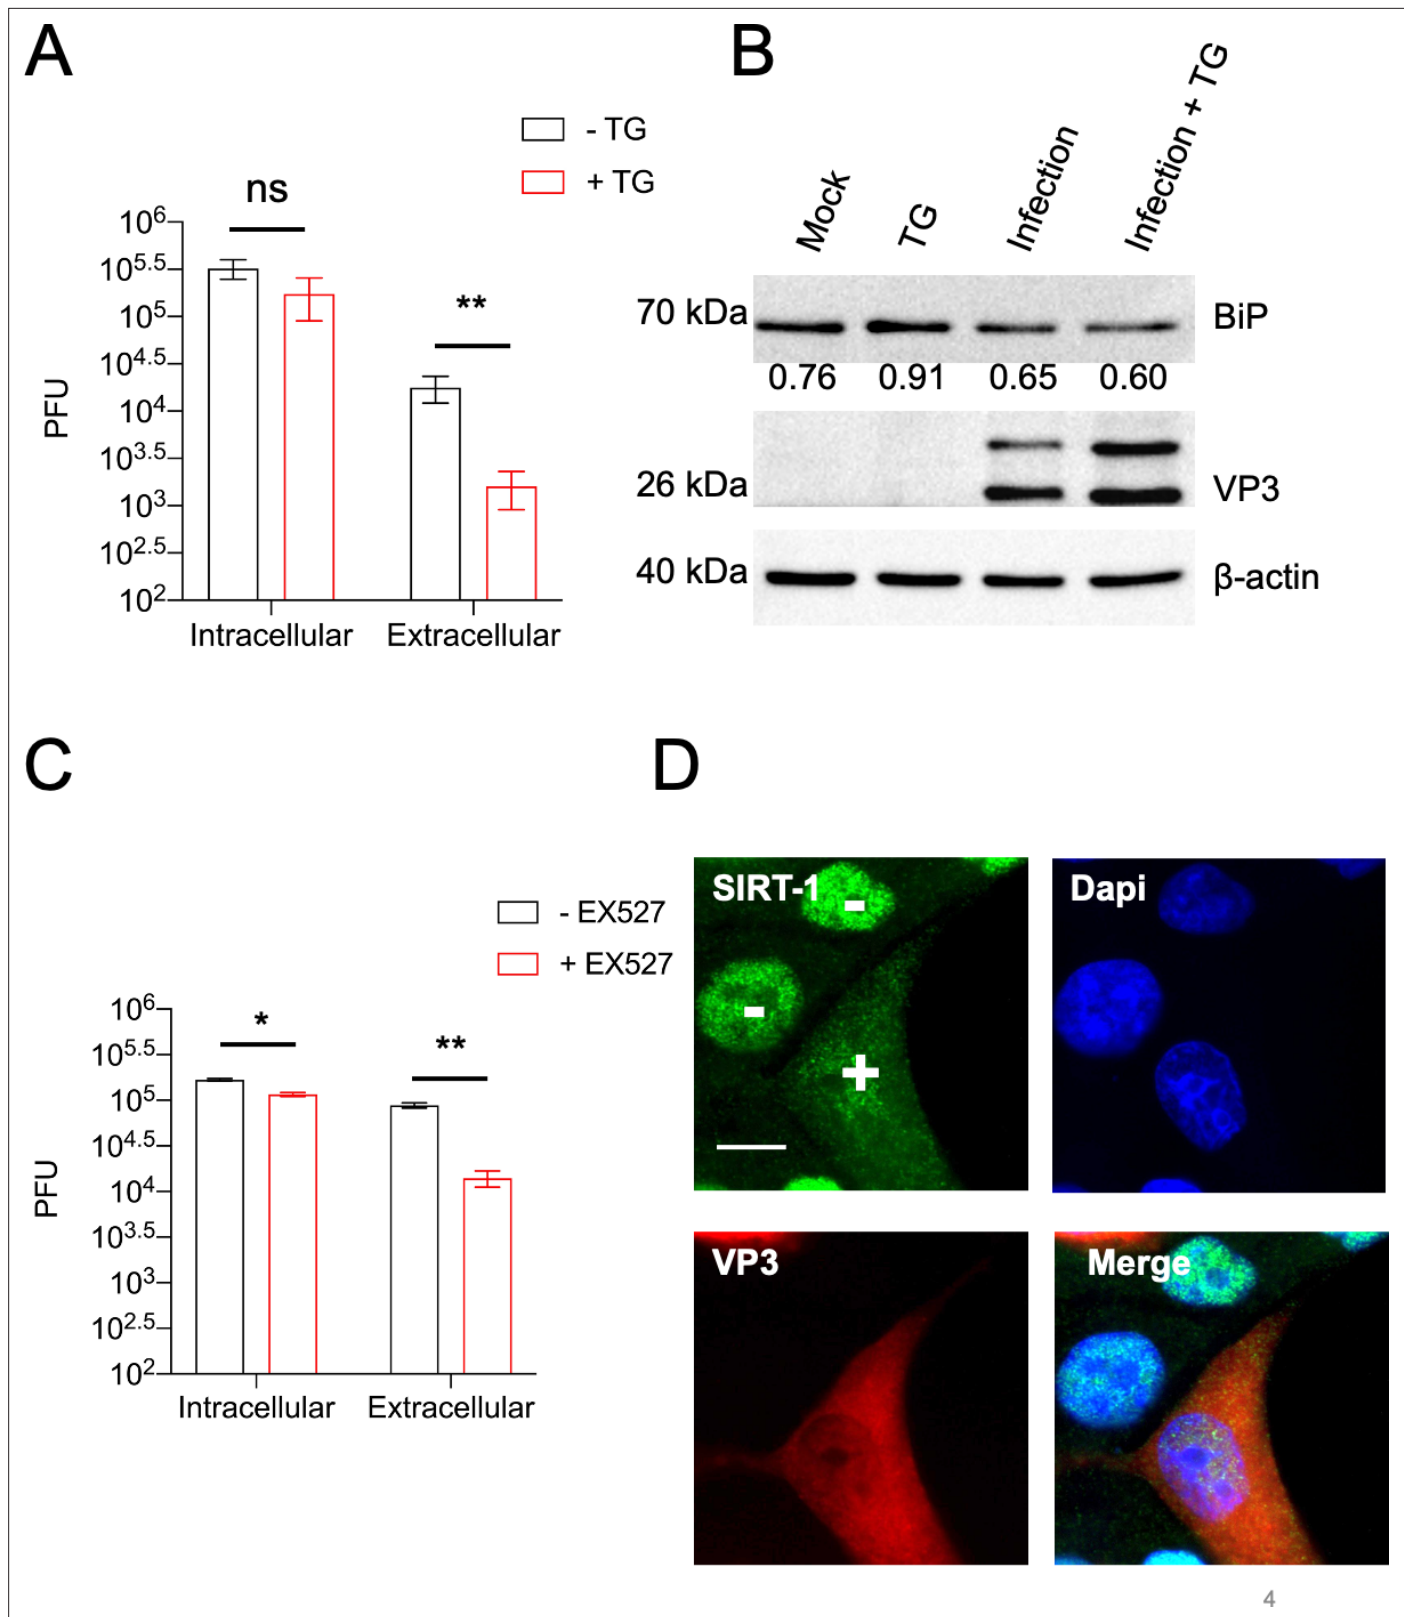 A
- TG
+ TG
ns
**
10^6
10^5.5
10^5
10^4.5
10^4
10^3.5
10^3
10^2.5
10^2
PFU
Intracellular Extracellular
B
Mock TG Infection Infection + TG
70 kDa BiP
0.76 0.91 0.65 0.60
26 kDa VP3
40 kDa β-actin
C
- EX527
+ EX527
*
**
10^6
10^5.5
10^5
10^4.5
10^4
10^3.5
10^3
10^2.5
10^2
PFU
Intracellular Extracellular
D
SIRT-1
-
-
+
Dapi
VP3
Merge
4